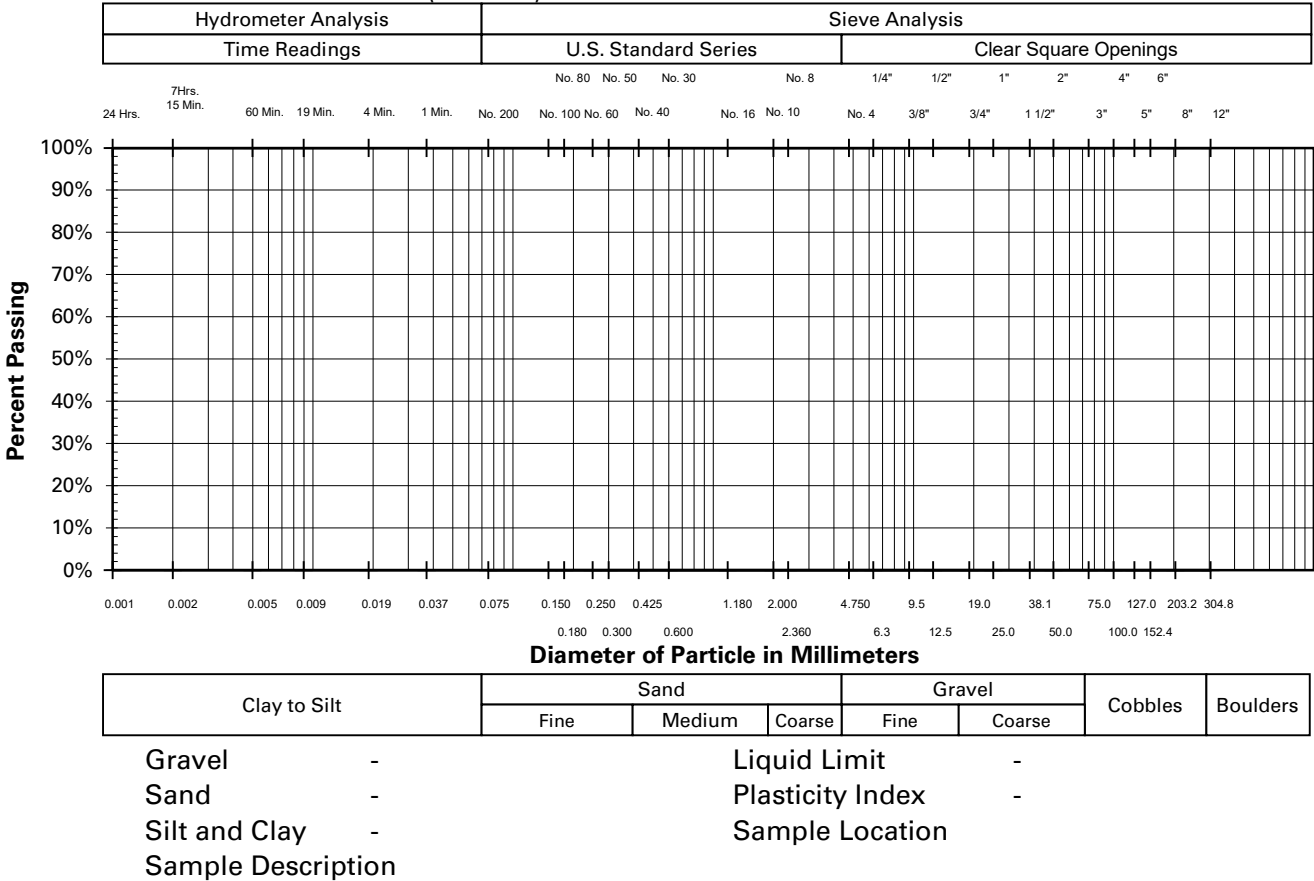 Hydrometer Analysis Sieve Analysis
Time Readings U.S. Standard Series Clear Square Openings
No. 80 No. 50 No. 30 No. 8 1/4" 1/2" 1" 2" 4" 6"
7Hrs.
15 Min.
24 Hrs. 60 Min. 19 Min. 4 Min. 1 Min. No. 200 No. 100 No. 60 No. 40 No. 16 No. 10 No. 4 3/8" 3/4" 1 1/2" 3" 5" 8" 12"
100%
90%
80%
70%
60%
50%
40%
30%
20%
10%
0%
Percent Passing
0.001 0.002 0.005 0.009 0.019 0.037 0.075 0.150 0.250 0.425 1.180 2.000 4.750 9.5 19.0 38.1 75.0 127.0 203.2 304.8
0.180 0.300 0.600 2.360 6.3 12.5 25.0 50.0 100.0 152.4
Diameter of Particle in Millimeters
Clay to Silt Sand Gravel Cobbles Boulders
Fine Medium Coarse Fine Coarse
Gravel - Liquid Limit -
Sand - Plasticity Index -
Silt and Clay - Sample Location
Sample Description